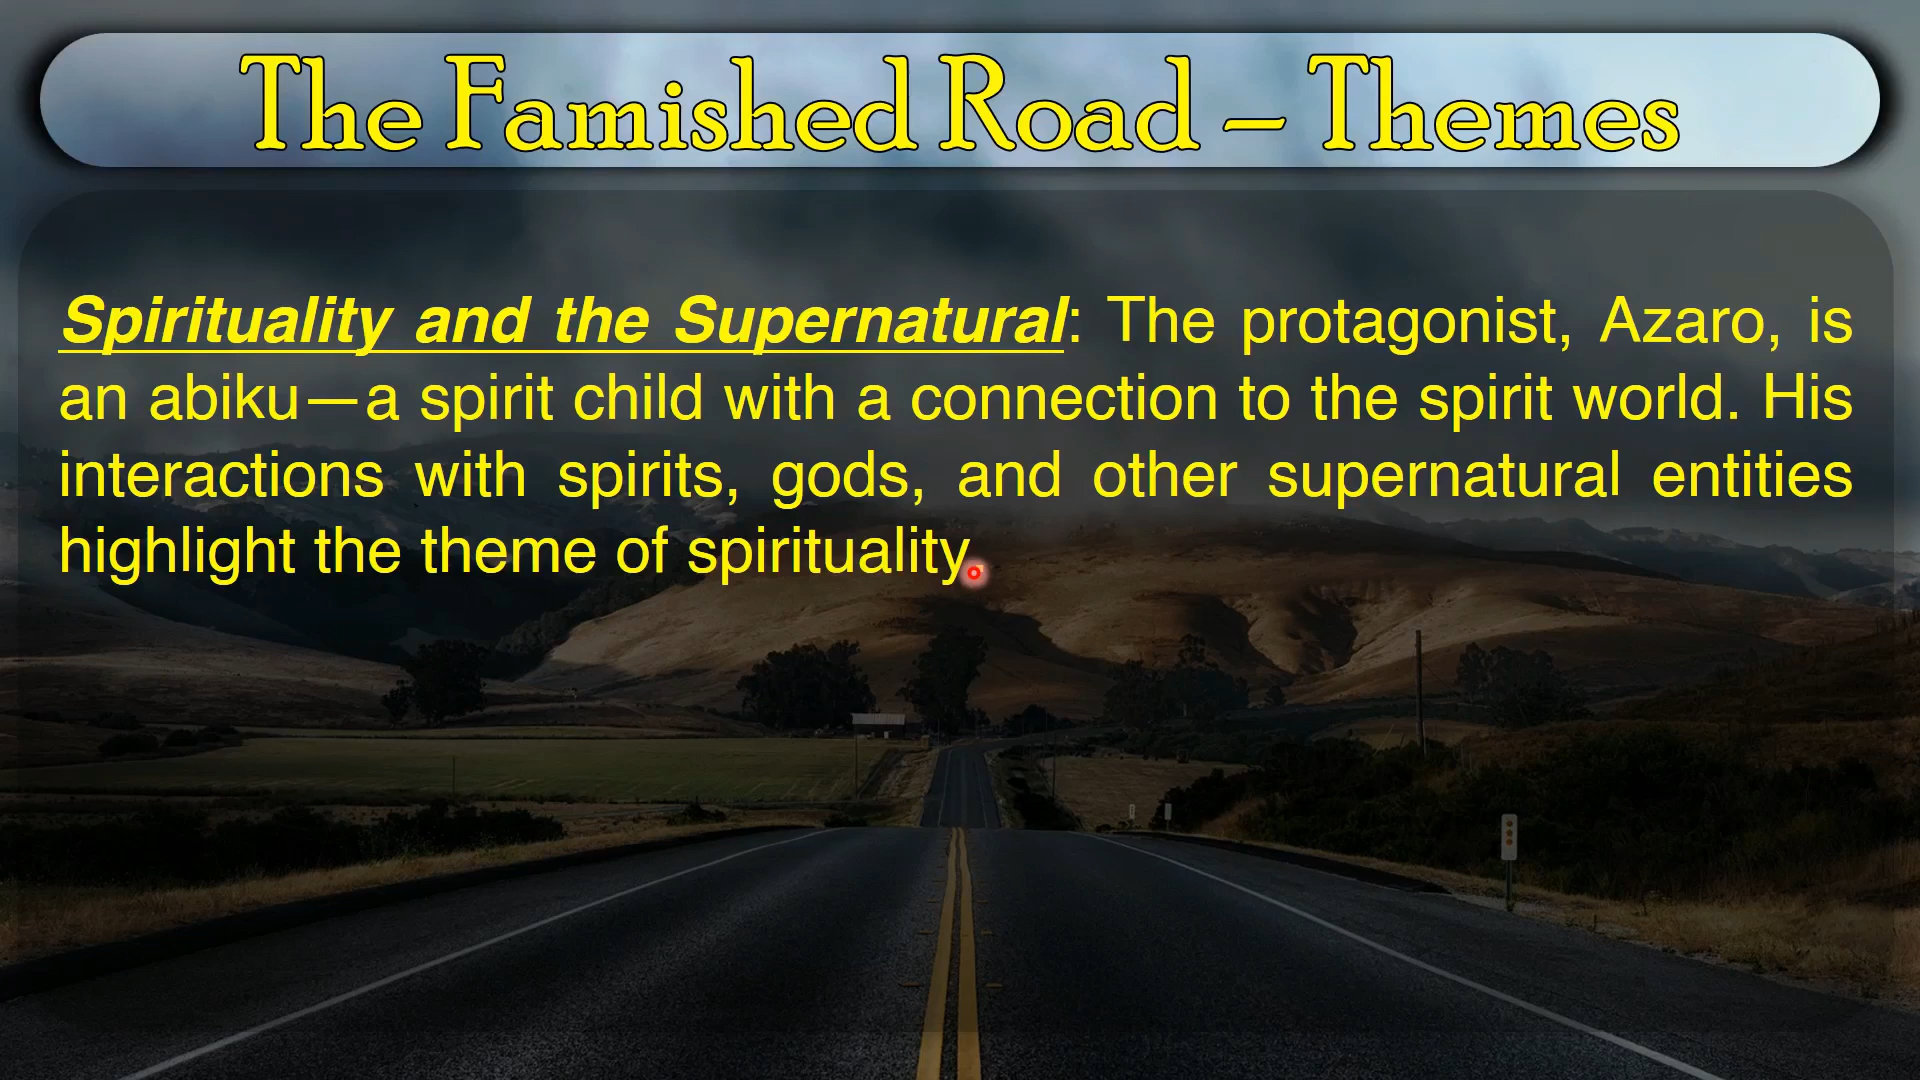 The Famished Road – Themes
Spirituality and the Supernatural: The protagonist, Azaro, is
an abiku—a spirit child with a connection to the spirit world. His
interactions with spirits, gods, and other supernatural entities
highlight the theme of spirituality.